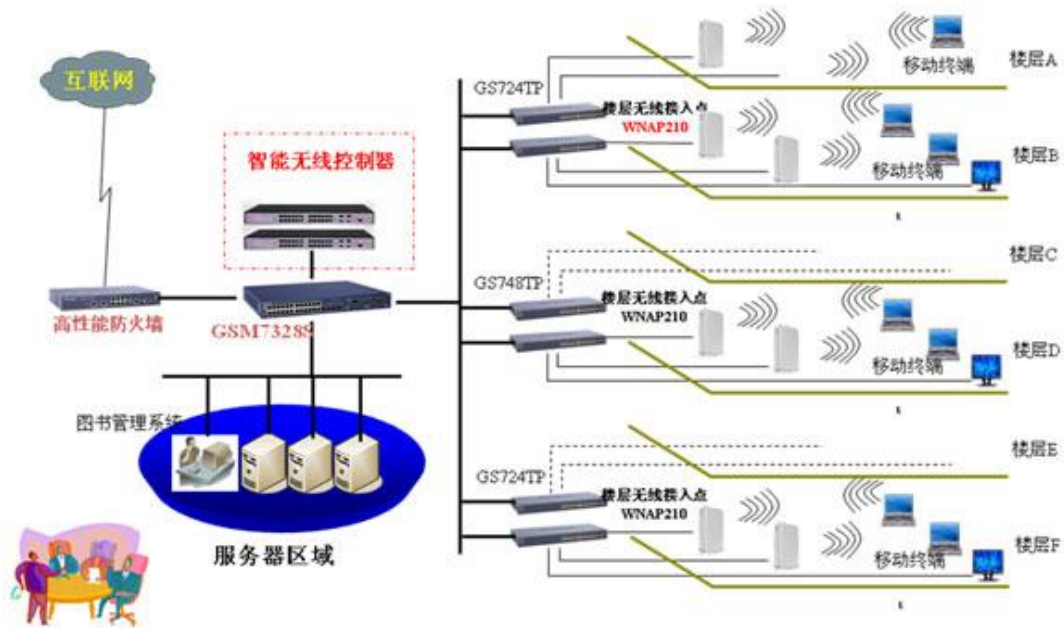 互联网
智能无线控制器
高性能防火墙
GSM7328S
图书管理系统
服务器区域
GS724TP
楼层无线接入点
WNAP210
移动终端
楼层A
移动终端
楼层B
GS748TP
楼层无线接入点
WNAP210
楼层C
移动终端
楼层D
GS724TP
楼层无线接入点
WNAP210
楼层E
移动终端
楼层F